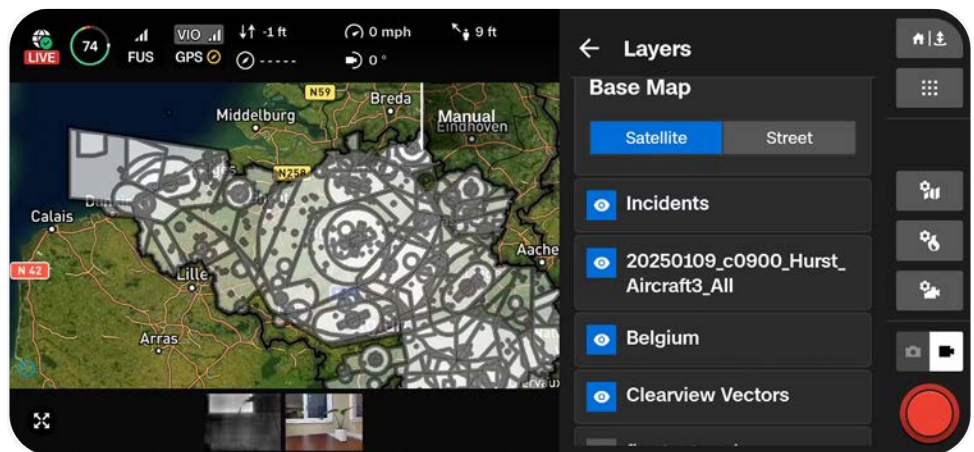 LIVE
74
FUS
VIO
GPS
-1 ft
-----
0 mph
0 °
9 ft
Layers
Base Map
Satellite
Street
Incidents
20250109_c0900_Hurst_
Aircraft3_All
Belgium
Clearview Vectors
N59
Breda
Middelburg
Manual
Eindhoven
N258
Calais
Aache
N 42
Lille
Arras